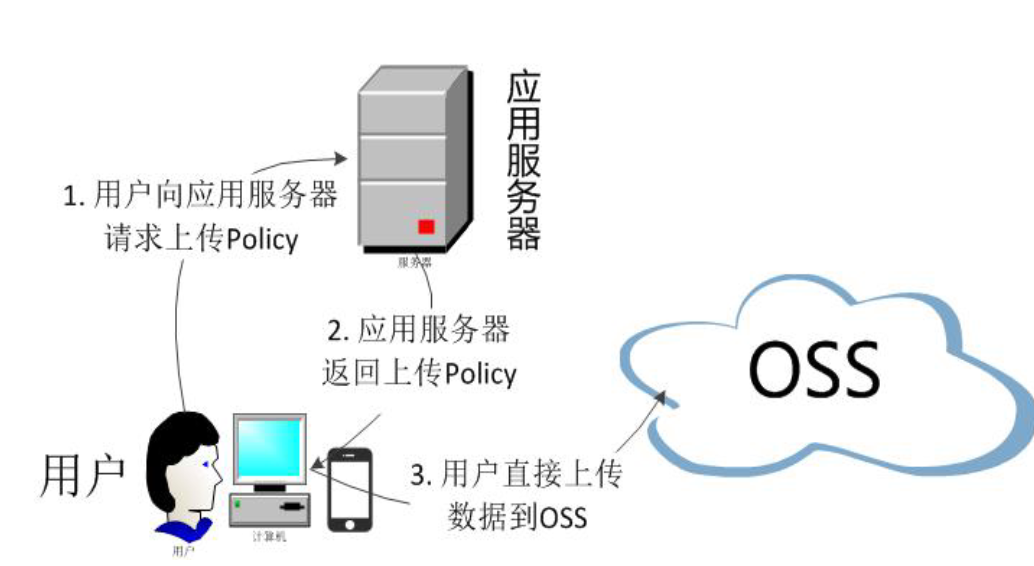 应用服务器
1. 用户向应用服务器
请求上传Policy
服务器
2. 应用服务器
返回上传Policy
OSS
用户
3. 用户直接上传
数据到OSS
计算机
用户